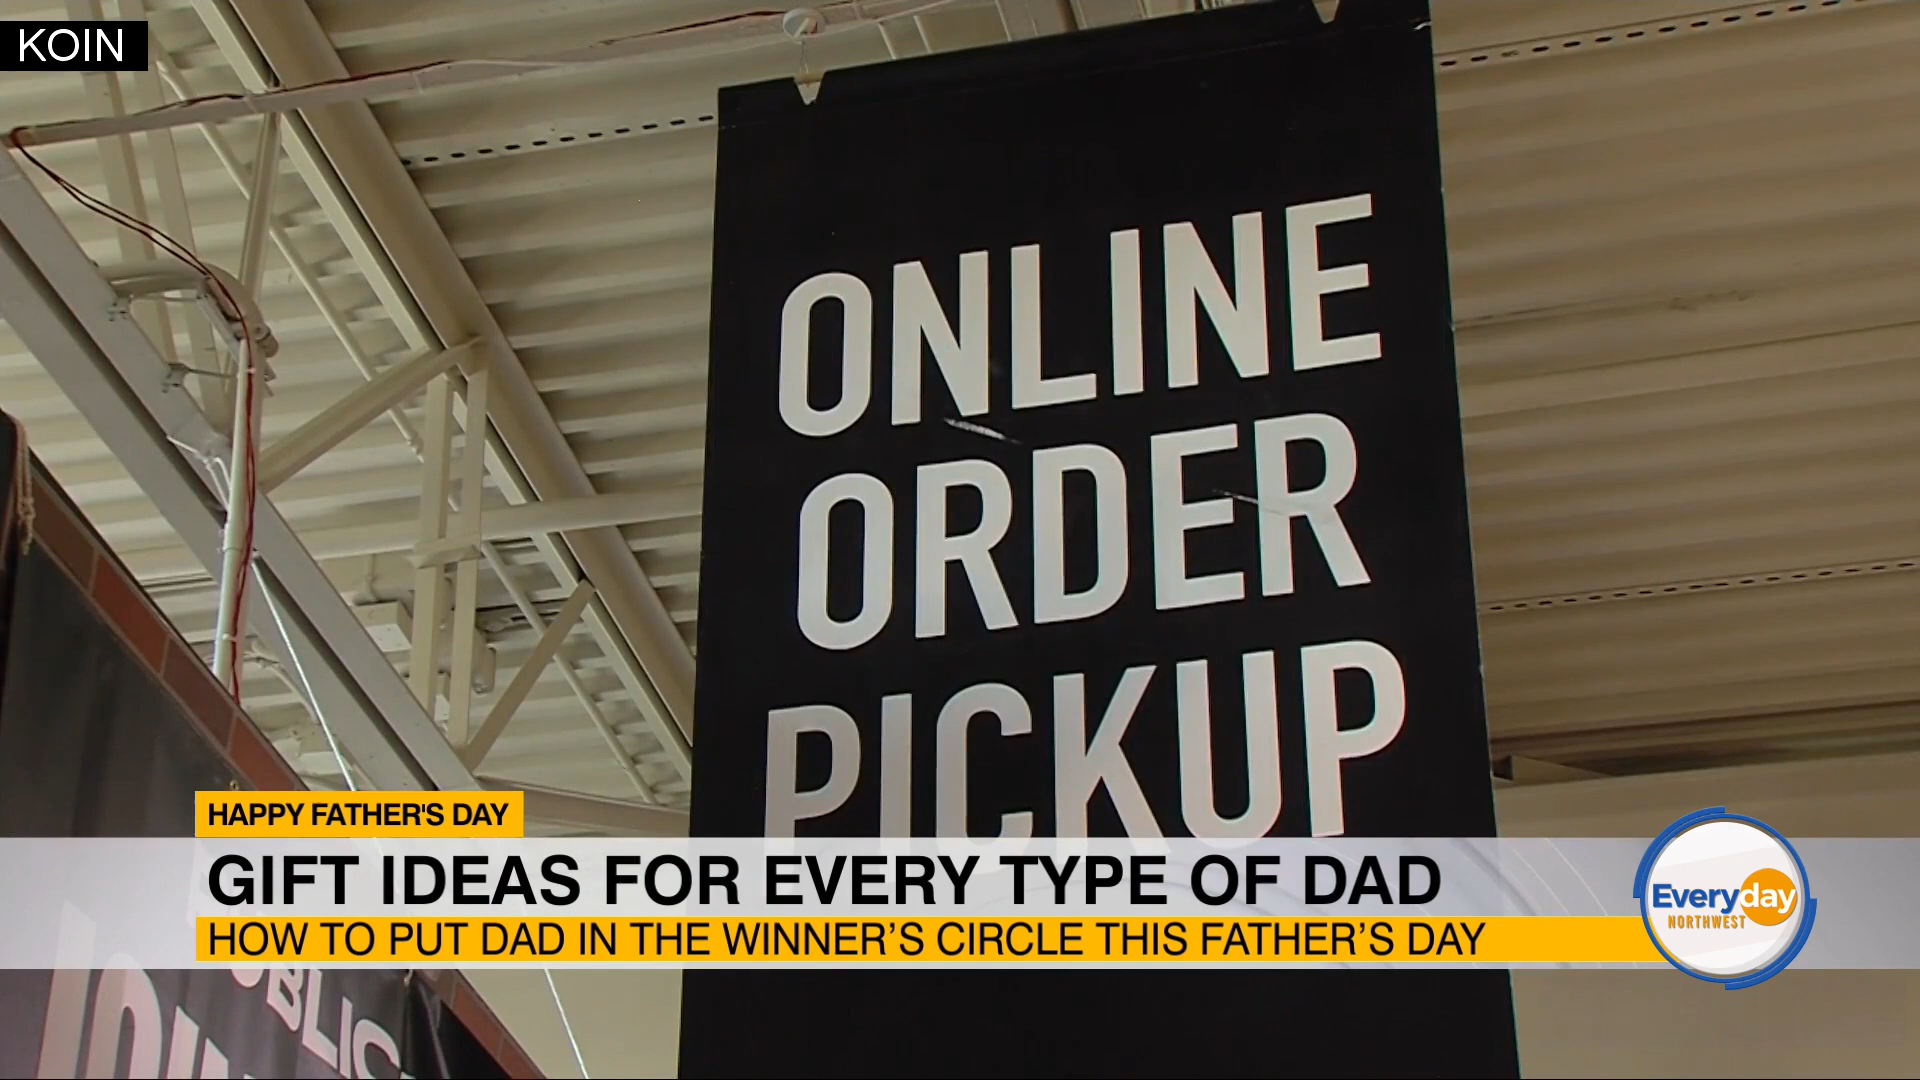 KOIN
ONLINE
ORDER
PICKUP
HAPPY FATHER'S DAY
GIFT IDEAS FOR EVERY TYPE OF DAD
HOW TO PUT DAD IN THE WINNER’S CIRCLE THIS FATHER’S DAY
Everyday
NORTHWEST